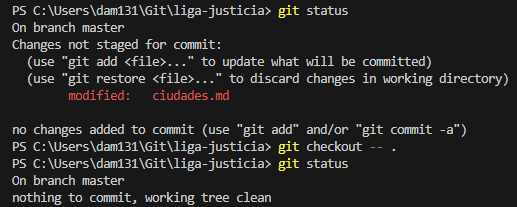 PS C:\Users\dam131\Git\liga-justicia> git status
On branch master
Changes not staged for commit:
  (use "git add <file>..." to update what will be committed)
  (use "git restore <file>..." to discard changes in working directory)
        modified:   ciudades.md

no changes added to commit (use "git add" and/or "git commit -a")
PS C:\Users\dam131\Git\liga-justicia> git checkout -- .
PS C:\Users\dam131\Git\liga-justicia> git status
On branch master
nothing to commit, working tree clean